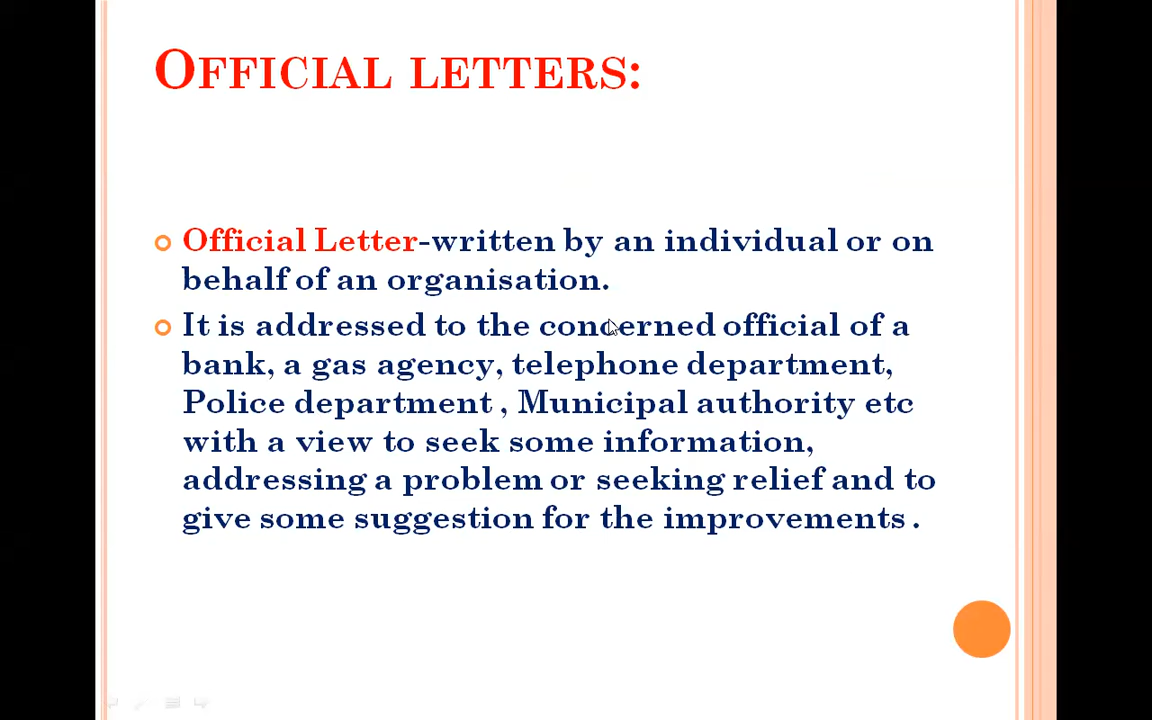 OFFICIAL LETTERS:
Official Letter-written by an individual or on
behalf of an organisation.
It is addressed to the concerned official of a
bank, a gas agency, telephone department,
Police department , Municipal authority etc
with a view to seek some information,
addressing a problem or seeking relief and to
give some suggestion for the improvements .